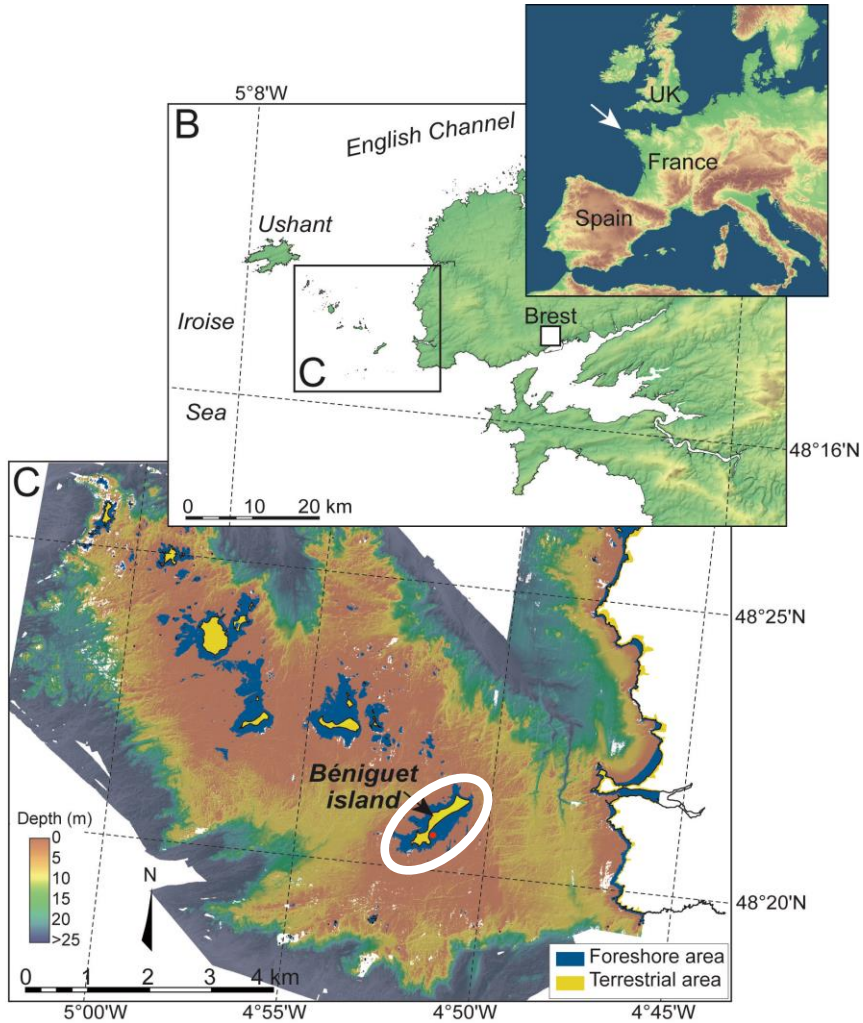 5°8'W
B
English Channel
UK
France
Spain
Ushant
Iroise
Sea
C
Brest
48°16'N
0 10 20 km
C
48°25'N
Béniguet
island
Depth (m)
0
5
10
15
20
>25
N
48°20'N
0 1 2 3 4 km
Foreshore area
Terrestrial area
5°00'W 4°55'W 4°50'W 4°45'W